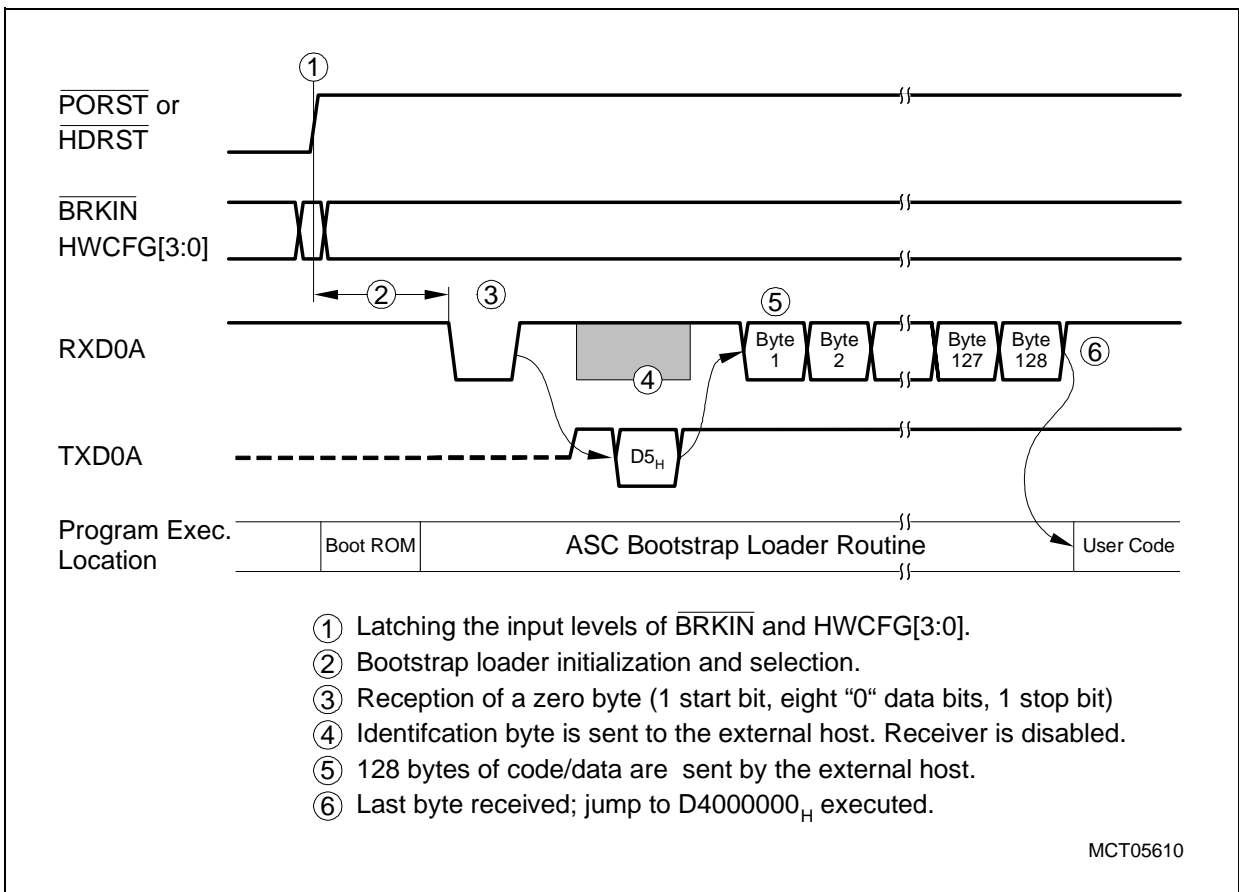 ①
PORST or
HDRST
BRKIN
HWCFG[3:0]
② ③ ⑤
RXD0A
Byte 1
Byte 2
Byte 127
Byte 128
⑥
④
TXD0A
D5H
Program Exec.
Location
Boot ROM
ASC Bootstrap Loader Routine
User Code
① Latching the input levels of BRKIN and HWCFG[3:0].
② Bootstrap loader initialization and selection.
③ Reception of a zero byte (1 start bit, eight “0“ data bits, 1 stop bit)
④ Identifcation byte is sent to the external host. Receiver is disabled.
⑤ 128 bytes of code/data are sent by the external host.
⑥ Last byte received; jump to D4000000H executed.
MCT05610